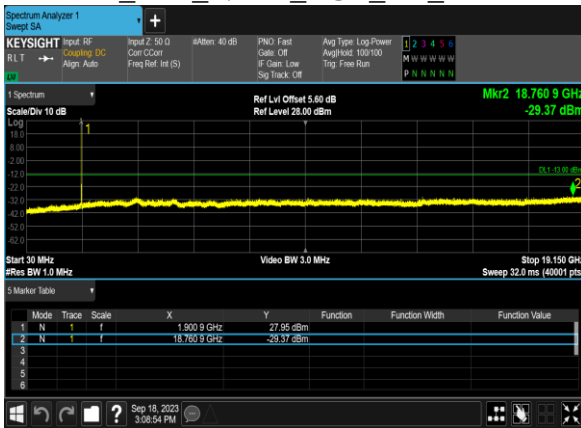 Spectrum Analyzer 1
Swept SA
+
KEYSIGHT
RLT
LV
Input: RF
Coupling: DC
Align: Auto
Input Z: 50 Ω
Corr CCorr
Freq Ref: Int (S)
#Atten: 40 dB
PNO: Fast
Gate: Off
IF Gain: Low
Sig Track: Off
Avg Type: Log-Power
Avg|Hold: 100/100
Trig: Free Run
1 2 3 4 5 6
M W W W W W
P N N N N N
1 Spectrum
Scale/Div 10 dB
Ref Lvl Offset 5.60 dB
Ref Level 28.00 dBm
Mkr2 18.760 9 GHz
-29.37 dBm
Log
18.0
8.00
-2.00
-12.0
-22.0
-32.0
-42.0
-52.0
-62.0
1
DL1 -13.00 dBm
2
Start 30 MHz
#Res BW 1.0 MHz
Video BW 3.0 MHz
Stop 19.150 GHz
Sweep 32.0 ms (40001 pts
5 Marker Table
Mode Trace Scale X Y Function Function Width Function Value
1 N 1 f 1.900 9 GHz 27.95 dBm
2 N 1 f 18.760 9 GHz -29.37 dBm
3
4
5
6
?
Sep 18, 2023
3:08:54 PM